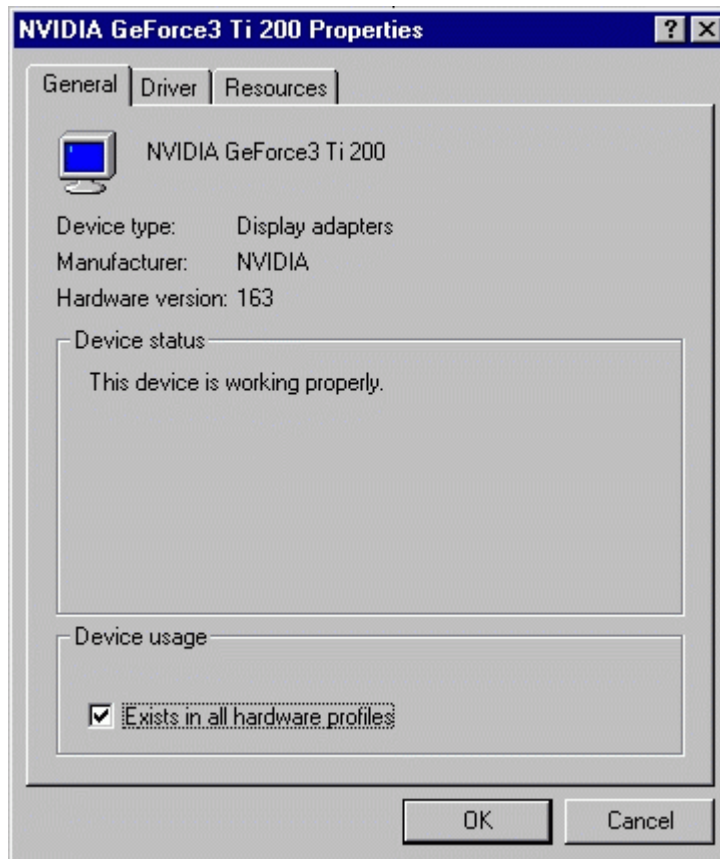 NVIDIA GeForce3 Ti 200 Properties
General Driver Resources
NVIDIA GeForce3 Ti 200
Device type: Display adapters
Manufacturer: NVIDIA
Hardware version: 163
Device status
This device is working properly.
Device usage
Exists in all hardware profiles
OK Cancel